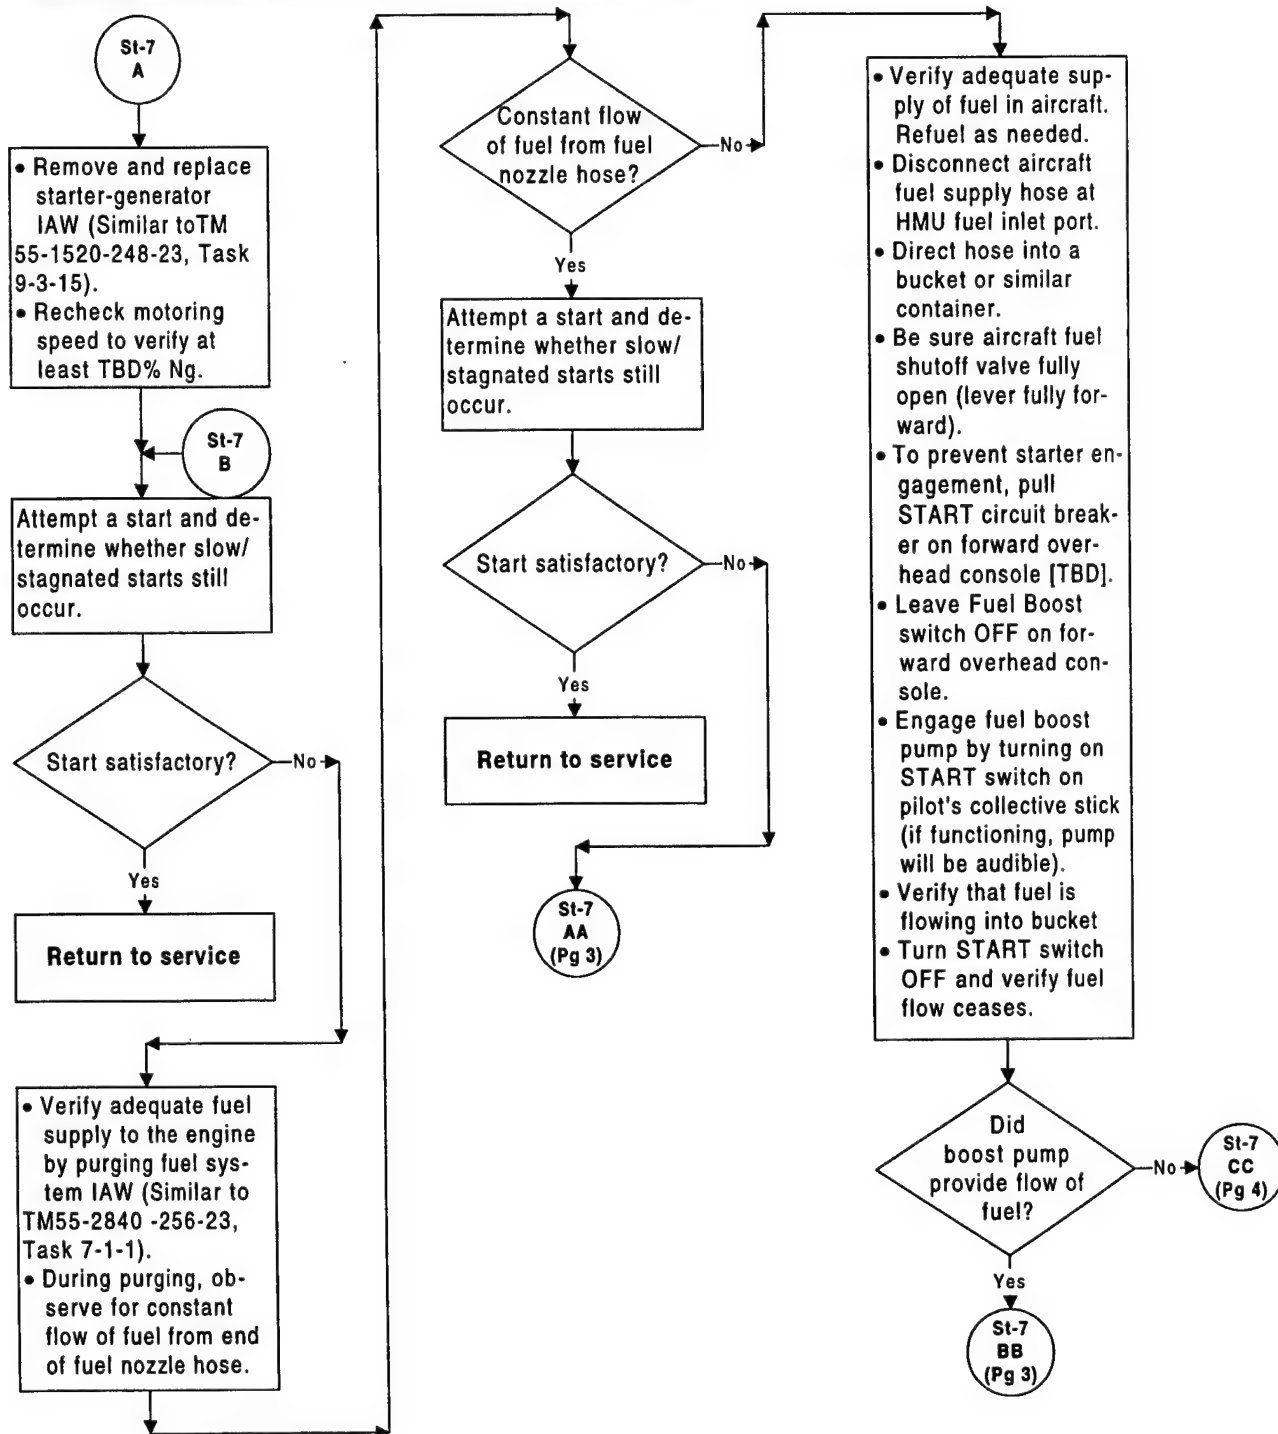 St-7
A
• Remove and replace
starter-generator
IAW (Similar toTM
55-1520-248-23, Task
9-3-15).
• Recheck motoring
speed to verify at
least TBD% Ng.
St-7
B
Attempt a start and de-
termine whether slow/
stagnated starts still
occur.
Start satisfactory?
No
Yes
Return to service
• Verify adequate fuel
supply to the engine
by purging fuel sys-
tem IAW (Similar to
TM55-2840 -256-23,
Task 7-1-1).
• During purging, ob-
serve for constant
flow of fuel from end
of fuel nozzle hose.
Constant flow
of fuel from fuel
nozzle hose?
No
Yes
Attempt a start and de-
termine whether slow/
stagnated starts still
occur.
Start satisfactory?
No
Yes
Return to service
St-7
AA
(Pg 3)
• Verify adequate sup-
ply of fuel in aircraft.
Refuel as needed.
• Disconnect aircraft
fuel supply hose at
HMU fuel inlet port.
• Direct hose into a
bucket or similar
container.
• Be sure aircraft fuel
shutoff valve fully
open (lever fully for-
ward).
• To prevent starter en-
gagement, pull
START circuit break-
er on forward over-
head console [TBD].
• Leave Fuel Boost
switch OFF on for-
ward overhead con-
sole.
• Engage fuel boost
pump by turning on
START switch on
pilot's collective stick
(if functioning, pump
will be audible).
• Verify that fuel is
flowing into bucket
• Turn START switch
OFF and verify fuel
flow ceases.
Did
boost pump
provide flow of
fuel?
No
St-7
CC
(Pg 4)
Yes
St-7
BB
(Pg 3)